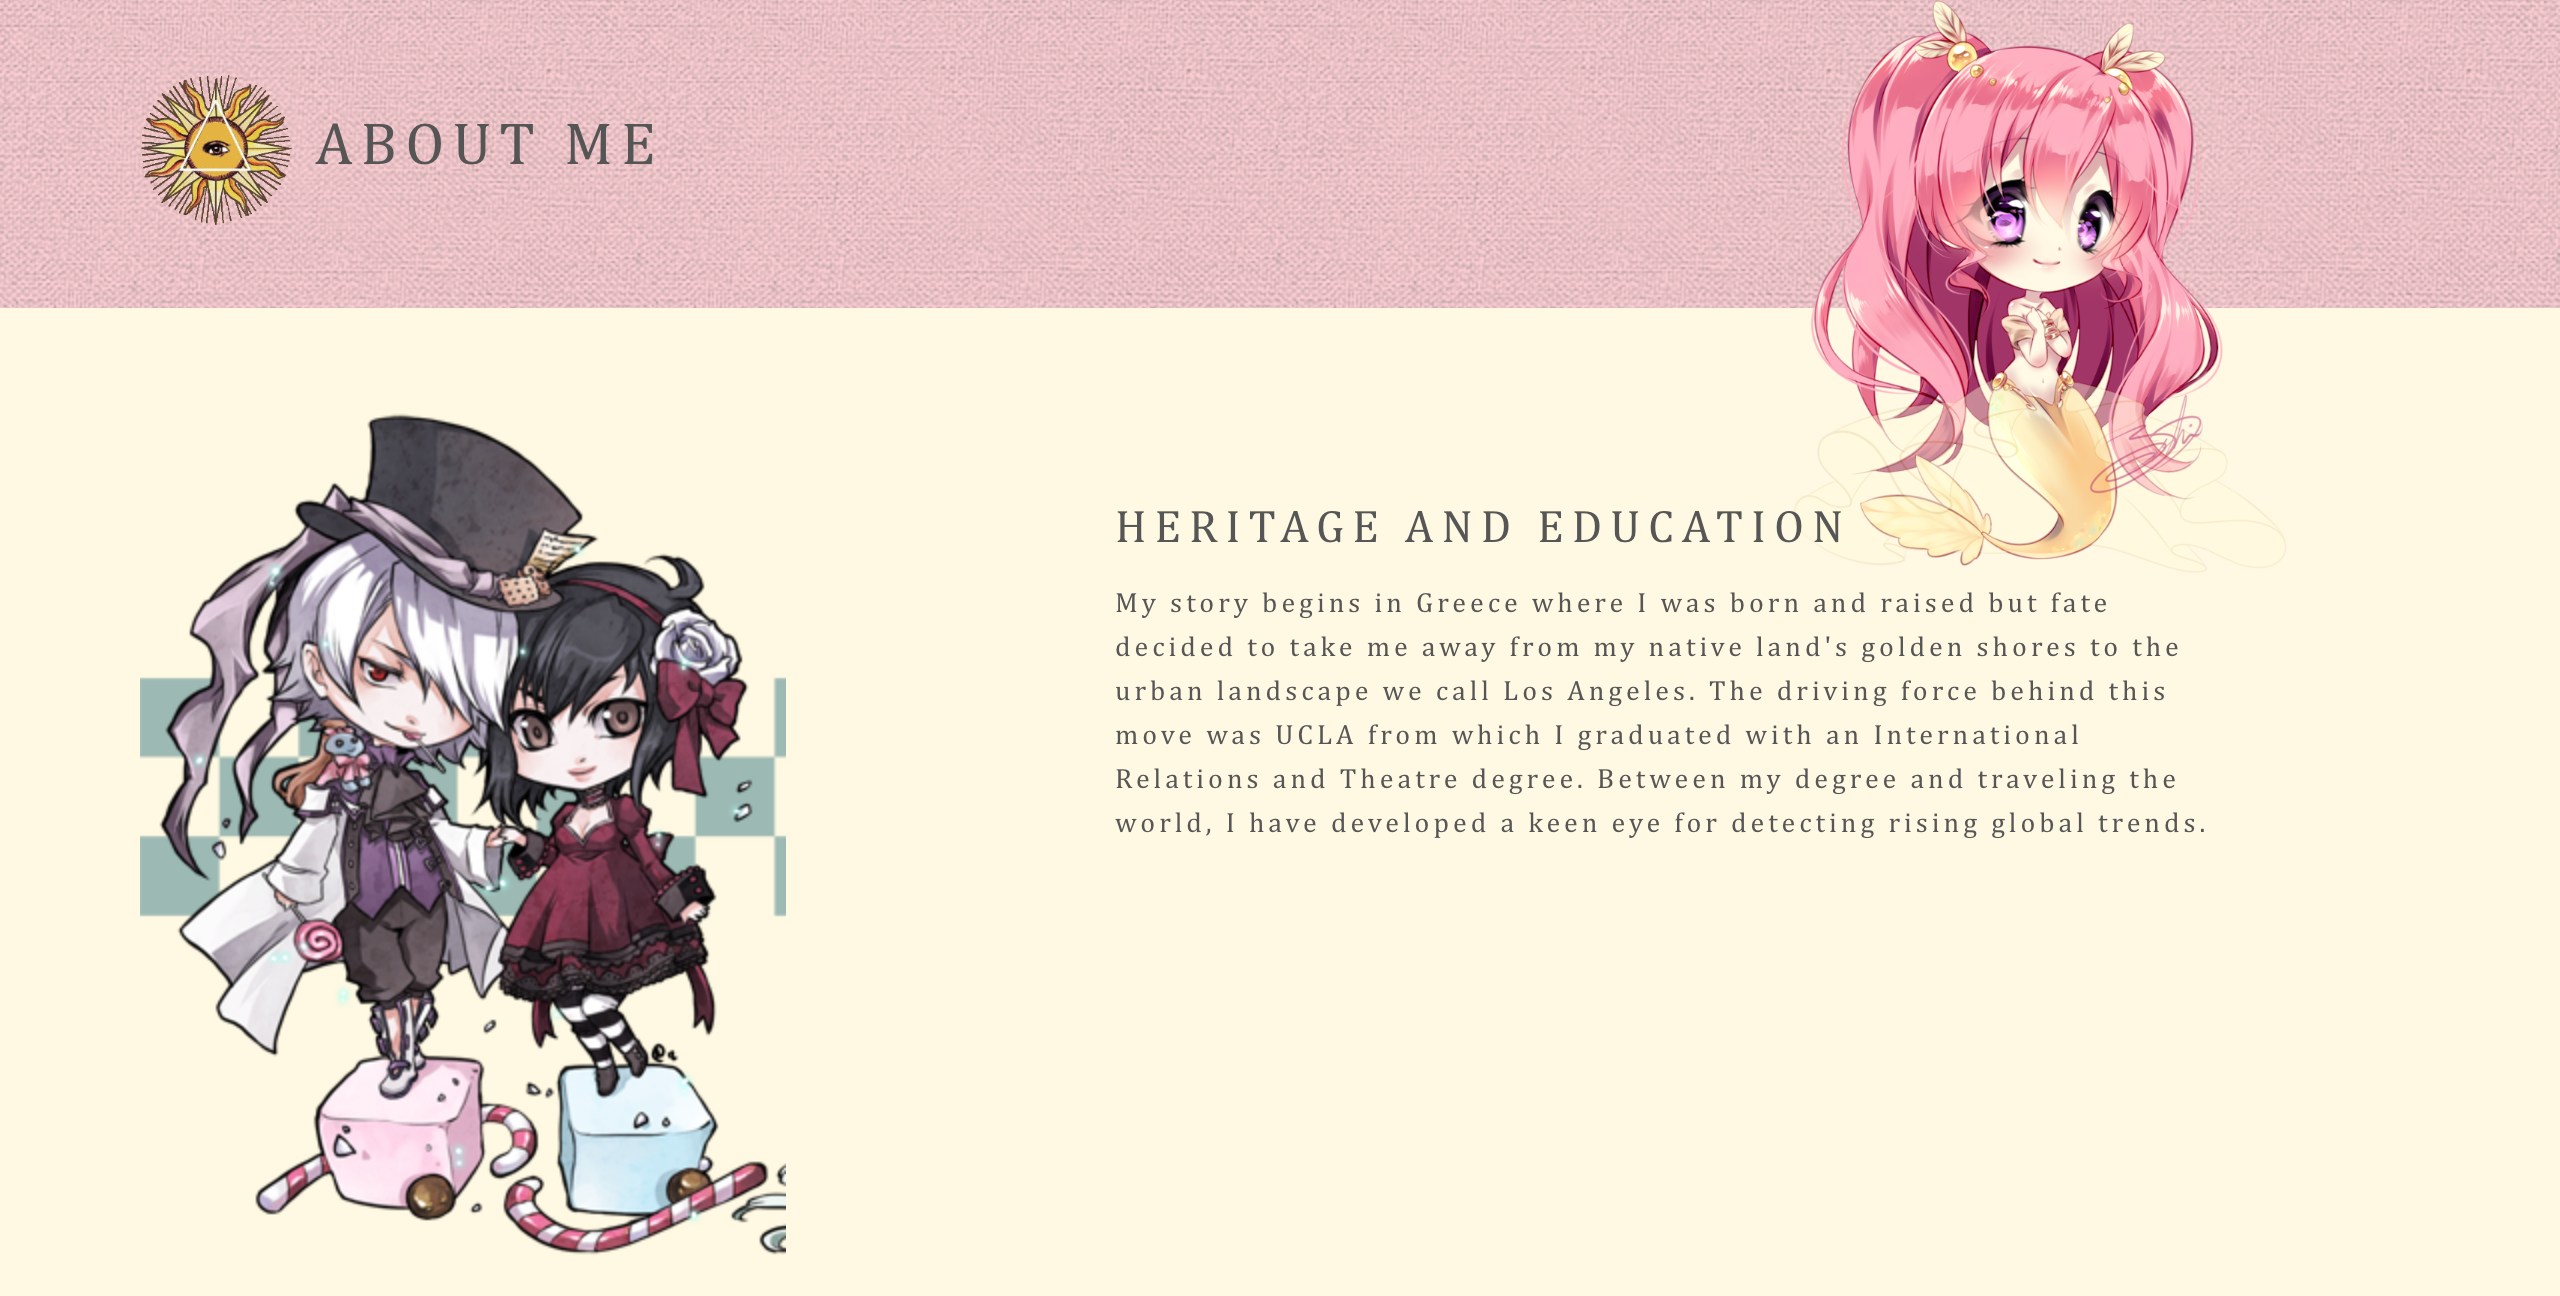 ABOUT ME
HERITAGE AND EDUCATION
My story begins in Greece where I was born and raised but fate
decided to take me away from my native land's golden shores to the
urban landscape we call Los Angeles. The driving force behind this
move was UCLA from which I graduated with an International
Relations and Theatre degree. Between my degree and traveling the
world, I have developed a keen eye for detecting rising global trends.